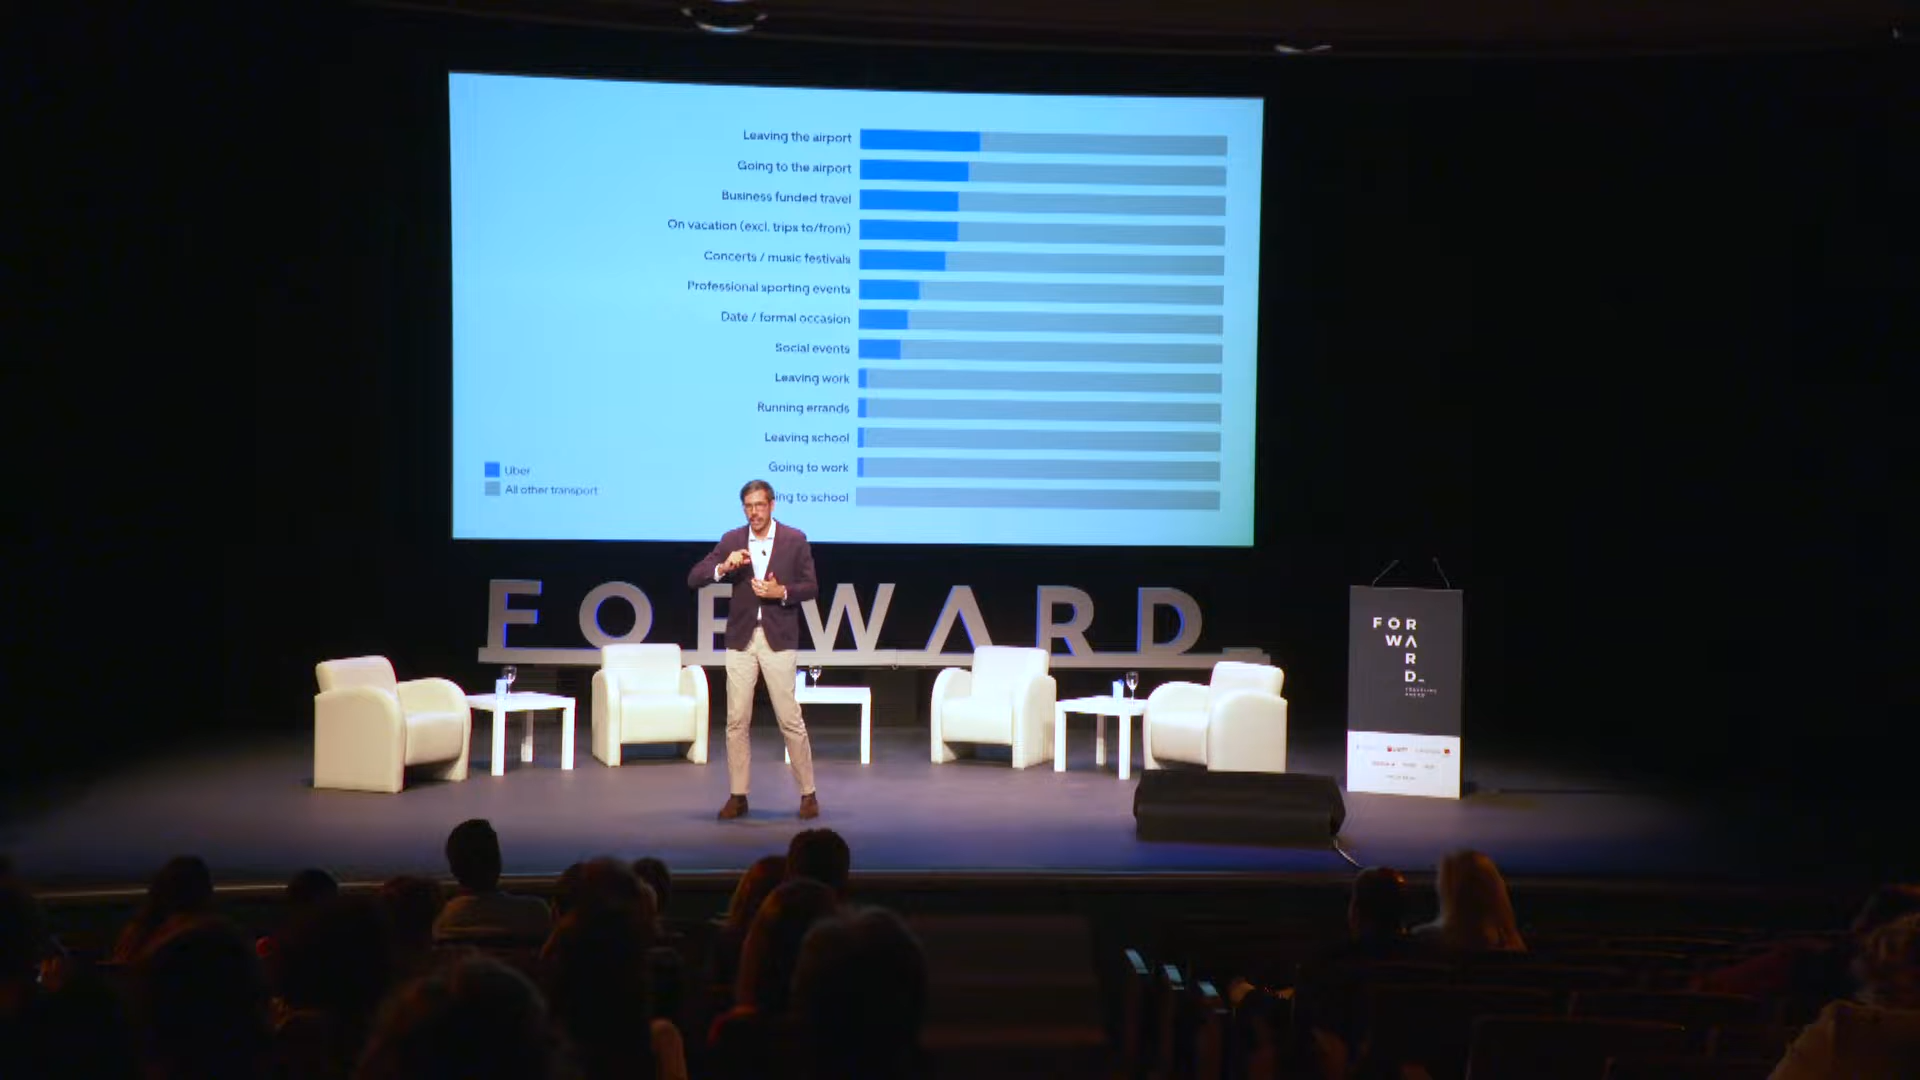 Leaving the airport
Going to the airport
Business funded travel
On vacation (excl. trips to/from)
Concerts / music festivals
Professional sporting events
Date / formal occasion
Social events
Leaving work
Running errands
Leaving school
Going to work
ing to school
Uber
All other transport
FORWARD_
FOR
WA
R
D_